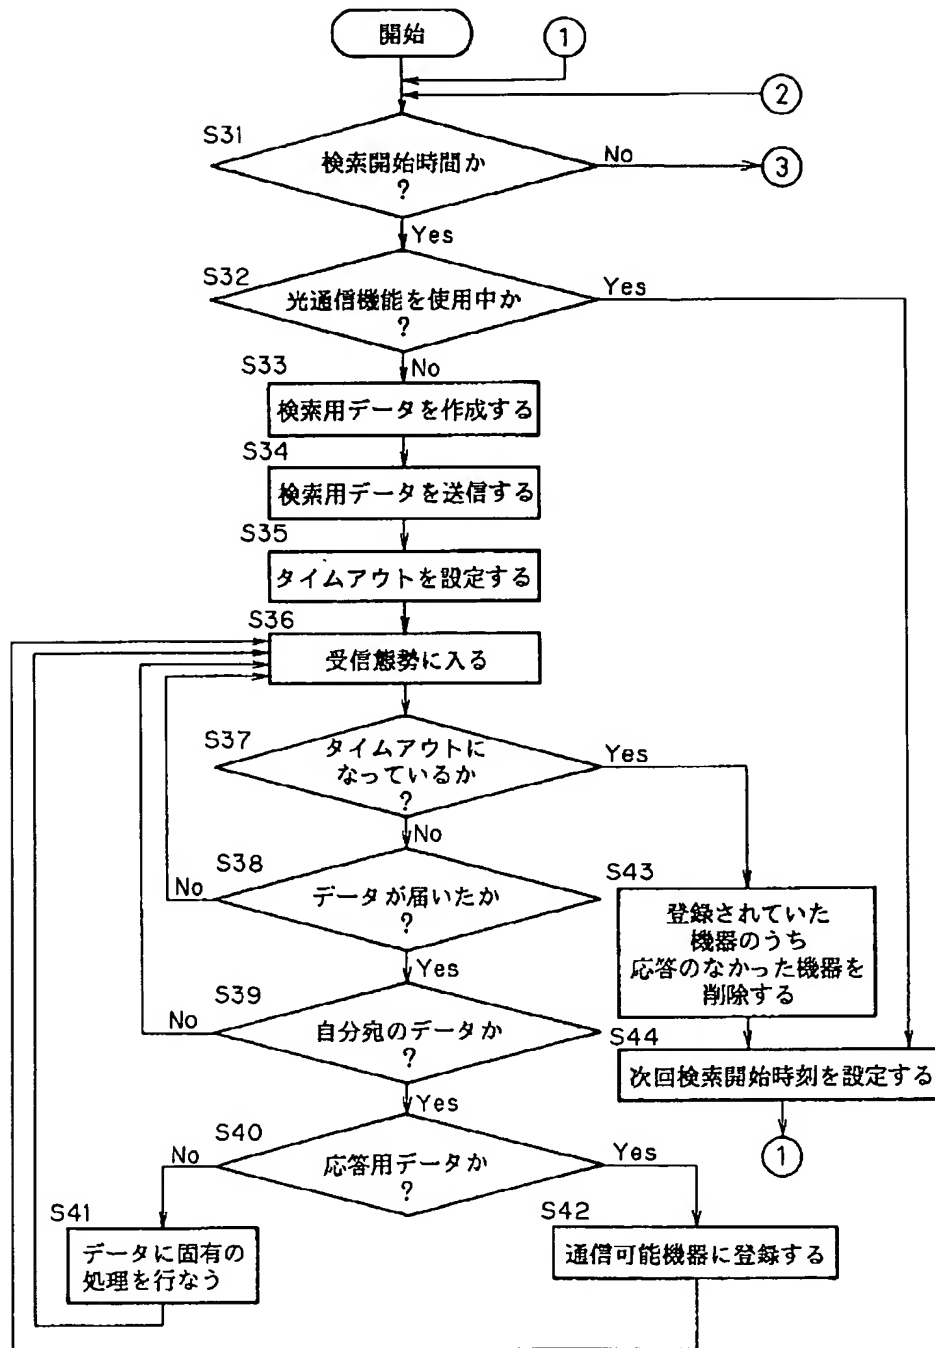 開始
1
2
S31
検索開始時間か
?
No
3
Yes
S32
光通信機能を使用中か
?
Yes
No
S33
検索用データを作成する
S34
検索用データを送信する
S35
タイムアウトを設定する
S36
受信態勢に入る
S37
タイムアウトに
なっているか
?
Yes
No
S38
データが届いたか
?
No
Yes
S43
登録されていた
機器のうち
応答のなかった機器を
削除する
S39
自分宛のデータか
?
No
Yes
S44
次回検索開始時刻を設定する
1
S40
応答用データか
?
No
Yes
S41
データに固有の
処理を行なう
S42
通信可能機器に登録する